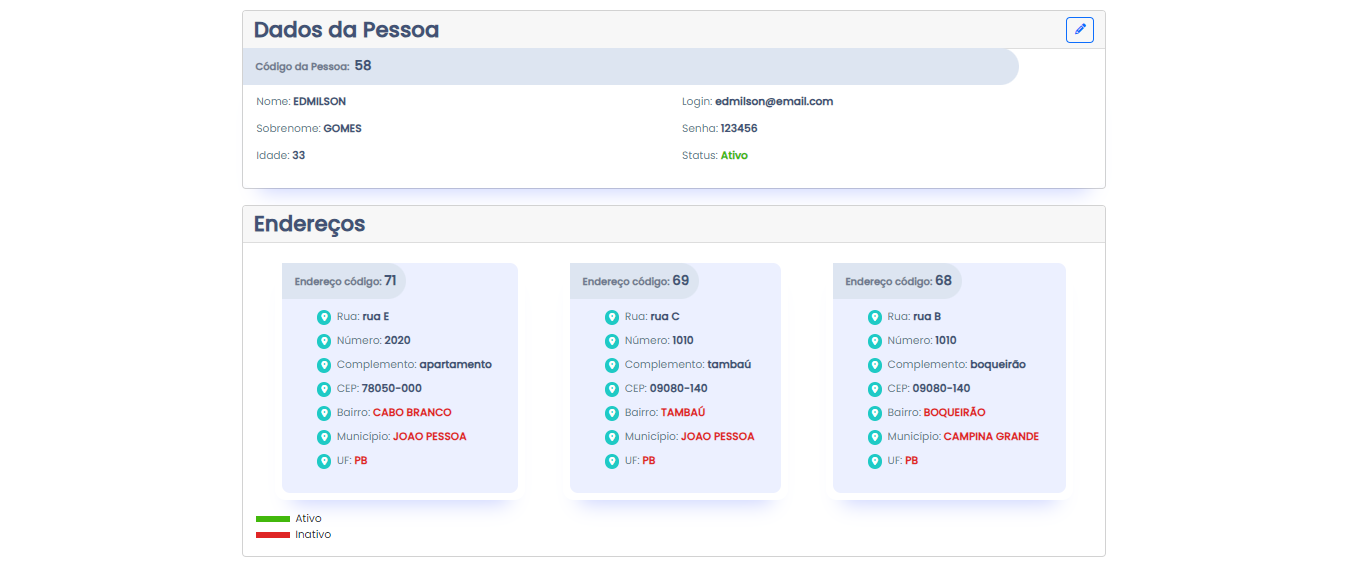 Dados da Pessoa
Código da Pessoa: 58
Nome: EDMILSON
Login: edmilson@email.com
Sobrenome: GOMES
Senha: 123456
Idade: 33
Status: Ativo
Endereços
Endereço código: 71
Rua: rua E
Número: 2020
Complemento: apartamento
CEP: 78050-000
Bairro: CABO BRANCO
Município: JOAO PESSOA
UF: PB
Endereço código: 69
Rua: rua C
Número: 1010
Complemento: tambaú
CEP: 09080-140
Bairro: TAMBAÚ
Município: JOAO PESSOA
UF: PB
Endereço código: 68
Rua: rua B
Número: 1010
Complemento: boqueirão
CEP: 09080-140
Bairro: BOQUEIRÃO
Município: CAMPINA GRANDE
UF: PB
Ativo
Inativo